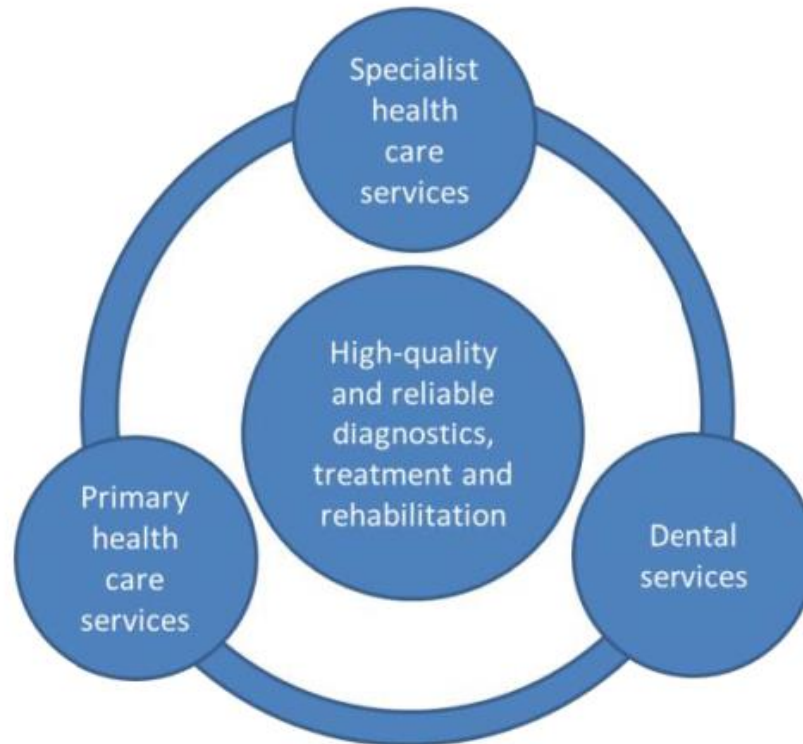 Specialist
health
care
services
High-quality
and reliable
diagnostics,
treatment and
rehabilitation
Primary
health
care
services
Dental
services